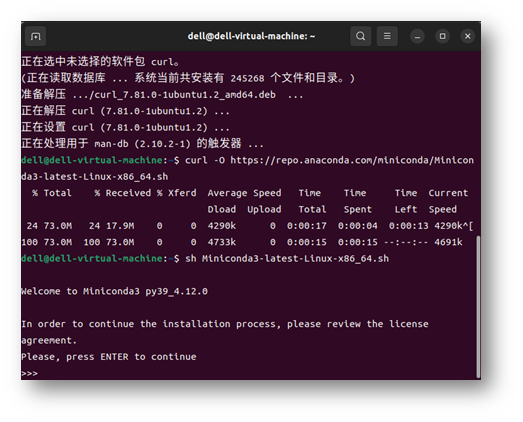 dell@dell-virtual-machine: ~
正在选中未选择的软件包 curl。
(正在读取数据库 ... 系统当前共安装有 245268 个文件和目录。)
准备解压 .../curl_7.81.0-1ubuntu1.2_amd64.deb  ...
正在解压 curl (7.81.0-1ubuntu1.2) ...
正在设置 curl (7.81.0-1ubuntu1.2) ...
正在处理用于 man-db (2.10.2-1) 的触发器 ...
dell@dell-virtual-machine:~$ curl -O https://repo.anaconda.com/miniconda/Minicon
da3-latest-Linux-x86_64.sh
  % Total    % Received % Xferd  Average Speed   Time    Time     Time  Current
                                 Dload  Upload   Total   Spent    Left  Speed
 24 73.0M   24 17.9M    0     0  4290k      0  0:00:17  0:00:04  0:00:13 4290k^[
100 73.0M  100 73.0M    0     0  4733k      0  0:00:15  0:00:15 --:--:-- 4691k
dell@dell-virtual-machine:~$ sh Miniconda3-latest-Linux-x86_64.sh
Welcome to Miniconda3 py39_4.12.0
In order to continue the installation process, please review the license
agreement.
Please, press ENTER to continue
>>>